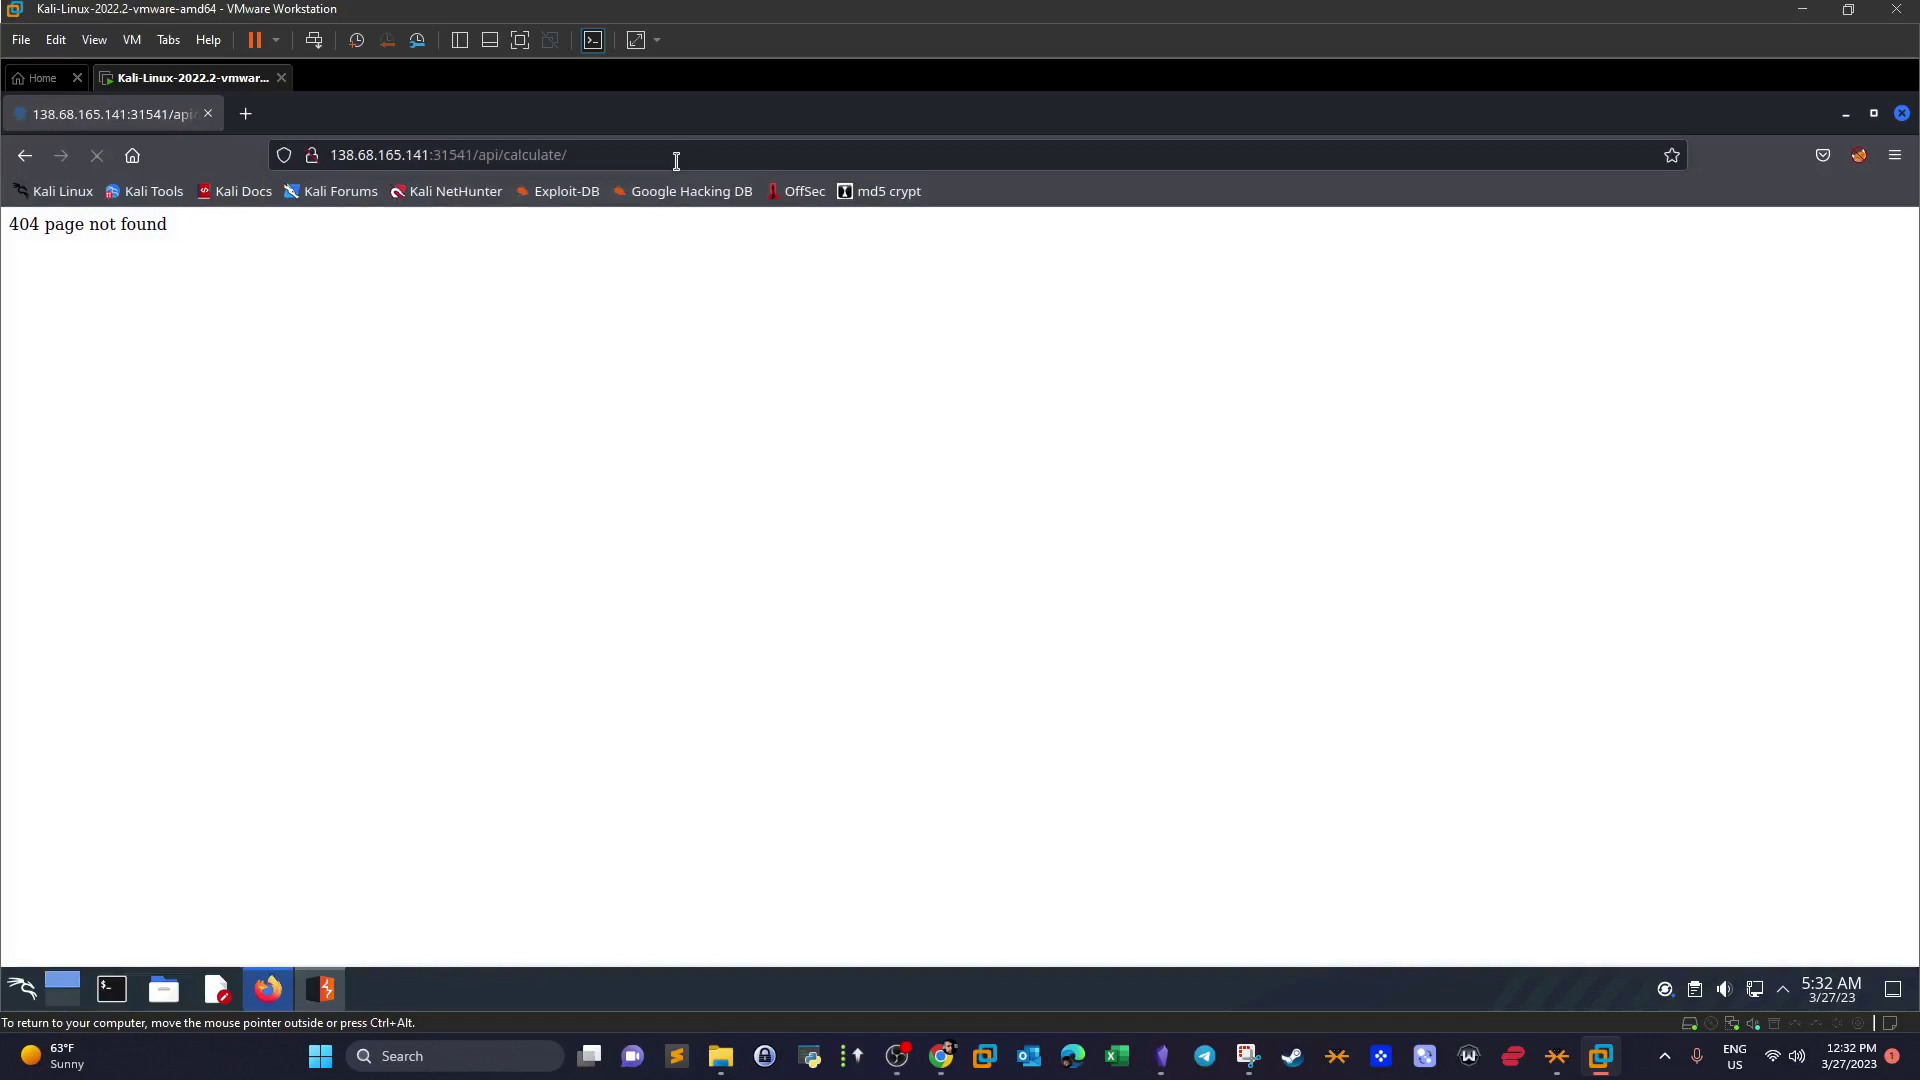 Kali-Linux-2022.2-vmware-amd64 - VMware Workstation
File Edit View VM Tabs Help
Home Kali-Linux-2022.2-vmwar...
138.68.165.141:31541/api
138.68.165.141:31541/api/calculate/
Kali Linux Kali Tools Kali Docs Kali Forums Kali NetHunter Exploit-DB Google Hacking DB OffSec md5 crypt
404 page not found
5:32 AM
3/27/23
To return to your computer, move the mouse pointer outside or press Ctrl+Alt.
63°F
Sunny
Search
ENG
US
12:32 PM
3/27/2023
1